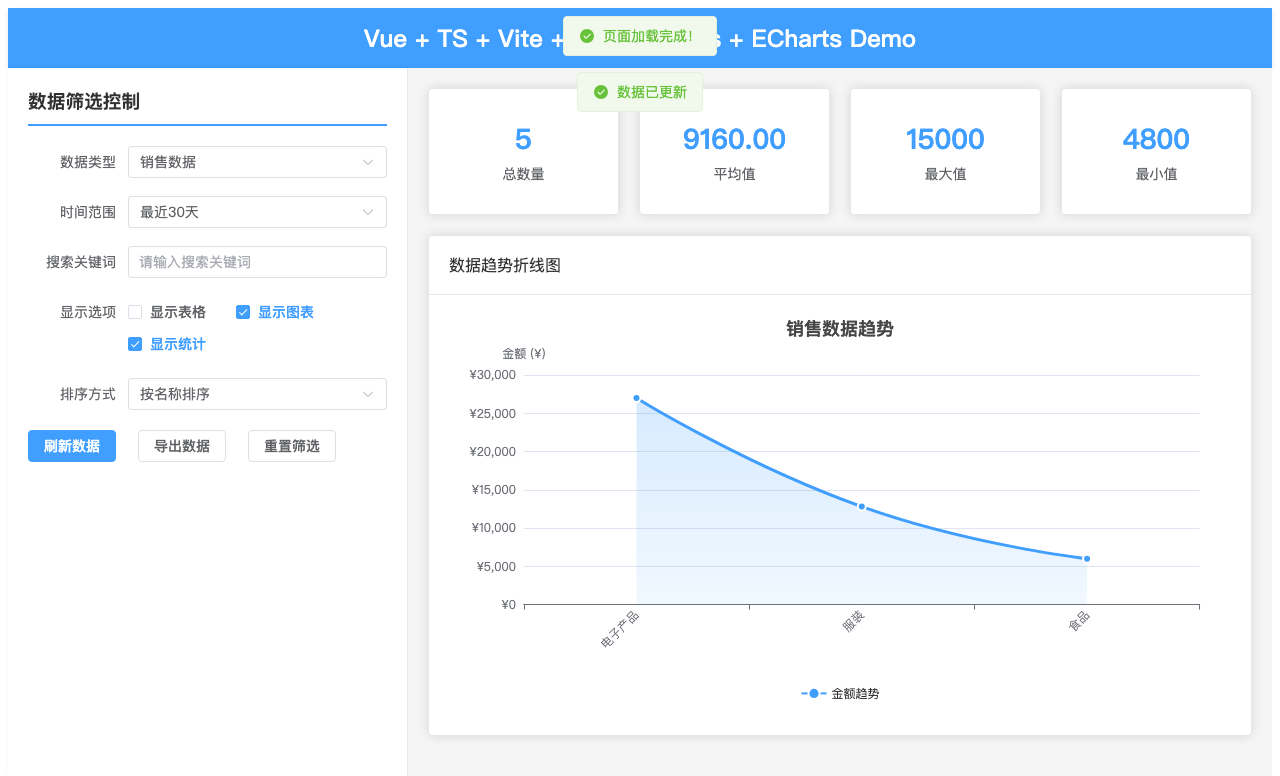 Vue + TS + Vite +
s + ECharts Demo
页面加载完成!
数据已更新
数据筛选控制
数据类型 销售数据
时间范围 最近30天
搜索关键词 请输入搜索关键词
显示选项 显示表格 显示图表
显示统计
排序方式 按名称排序
刷新数据 导出数据 重置筛选
5
总数量
9160.00
平均值
15000
最大值
4800
最小值
数据趋势折线图
销售数据趋势
金额 (¥)
¥30,000
¥25,000
¥20,000
¥15,000
¥10,000
¥5,000
¥0
电子产品
服装
食品
金额趋势